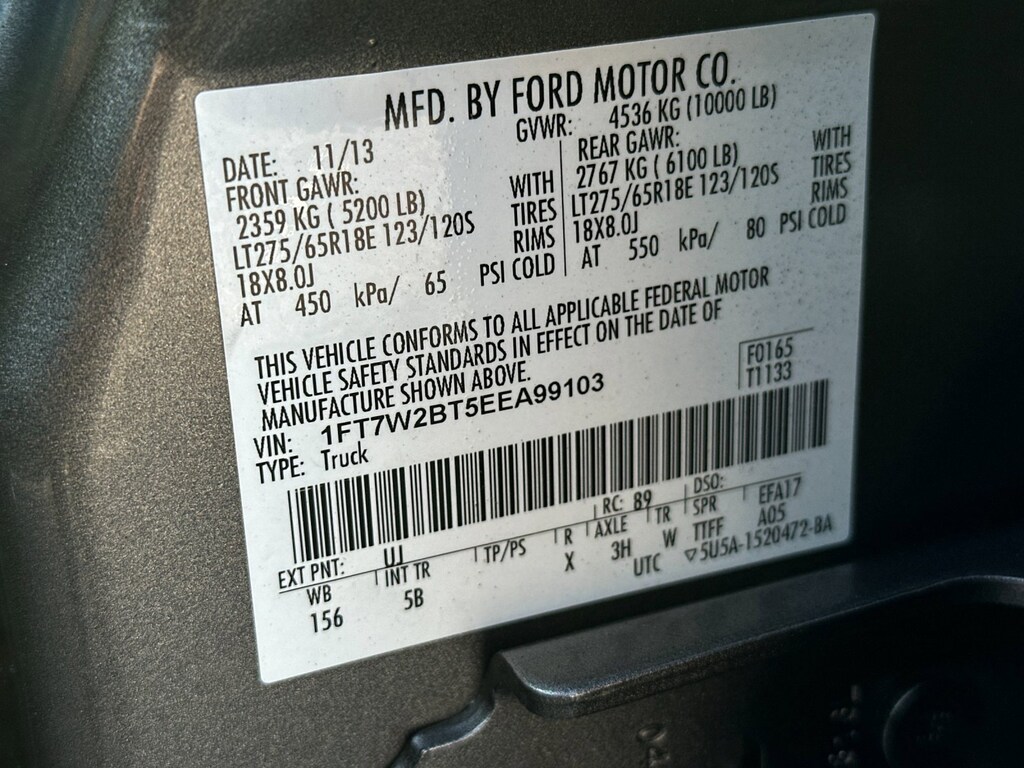 MFD. BY FORD MOTOR CO.
DATE: 11/13
GVWR: 4536 KG (10000 LB)
FRONT GAWR:
2359 KG ( 5200 LB) WITH
LT275/65R18E 123/120S TIRES
18X8.0J RIMS
AT 450 kPa/ 65 PSI COLD
REAR GAWR: WITH
2767 KG ( 6100 LB) TIRES
LT275/65R18E 123/120S RIMS
18X8.0J
AT 550 kPa/ 80 PSI COLD
THIS VEHICLE CONFORMS TO ALL APPLICABLE FEDERAL MOTOR
VEHICLE SAFETY STANDARDS IN EFFECT ON THE DATE OF
MANUFACTURE SHOWN ABOVE.
F0165
T1133
VIN: 1FT7W2BT5EEA99103
TYPE: Truck
EXT PNT: UJ RC: 89 DSO:
WB INT TR TP/PS R AXLE TR SPR EFA17
156 5B X 3H W TTFF A05
UTC ▽5U5A-1520472-BA